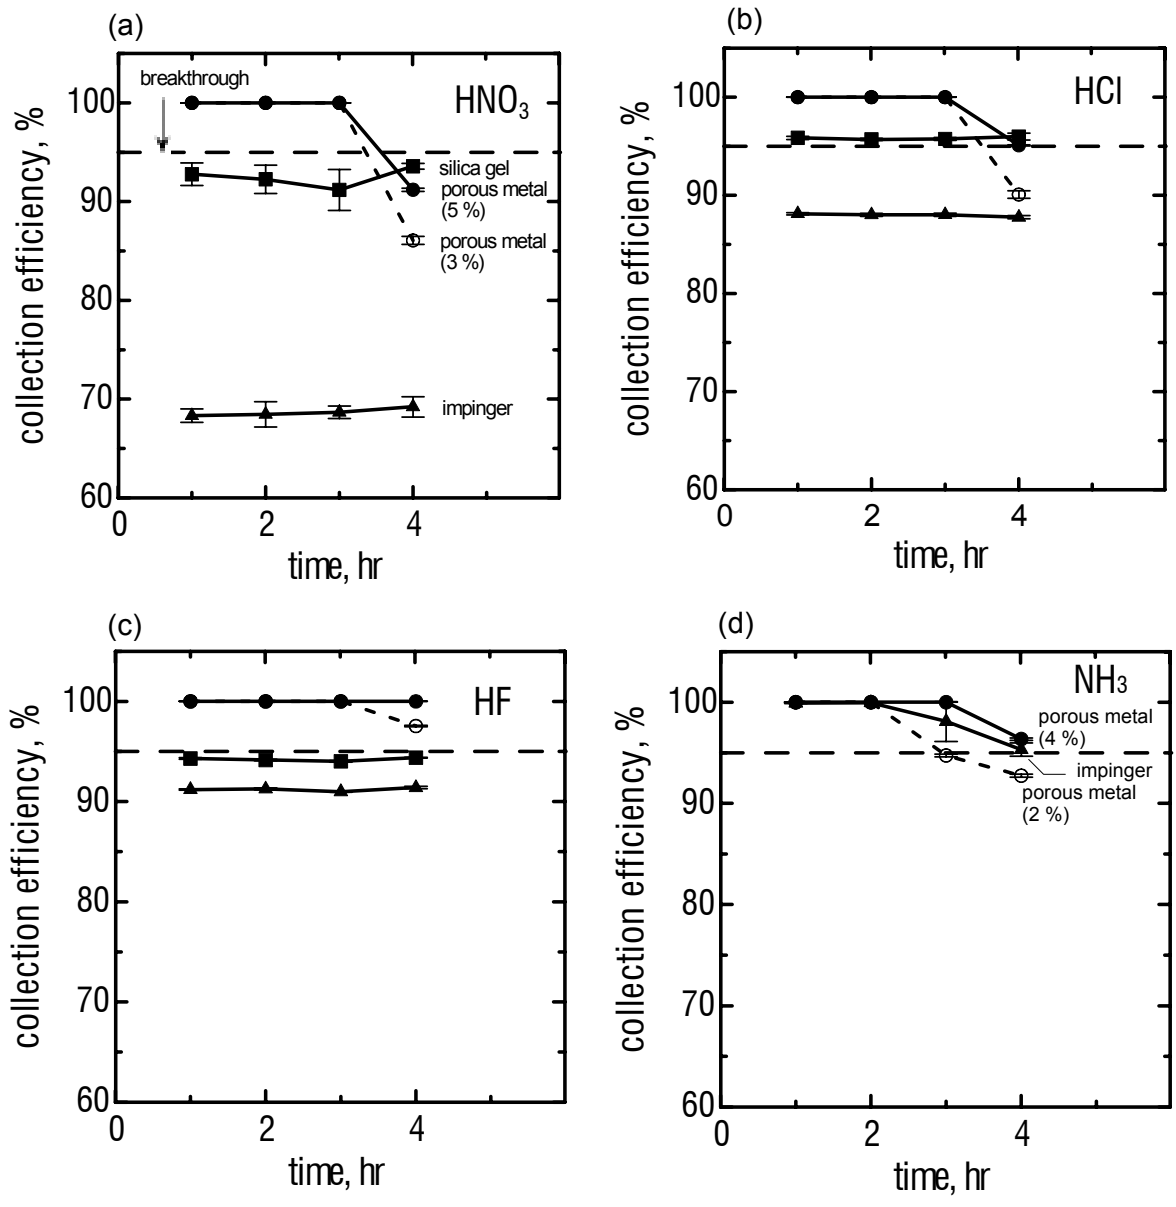 (a)
breakthrough
HNO3
100
90
80
70
60
silica gel
porous metal
(5 %)
porous metal
(3 %)
impinger
0
2
4
time, hr
collection efficiency, %
(b)
HCl
100
90
80
70
60
0
2
4
time, hr
collection efficiency, %
(c)
HF
100
90
80
70
60
0
2
4
time, hr
collection efficiency, %
(d)
NH3
100
90
80
70
60
porous metal
(4 %)
impinger
porous metal
(2 %)
0
2
4
time, hr
collection efficiency, %